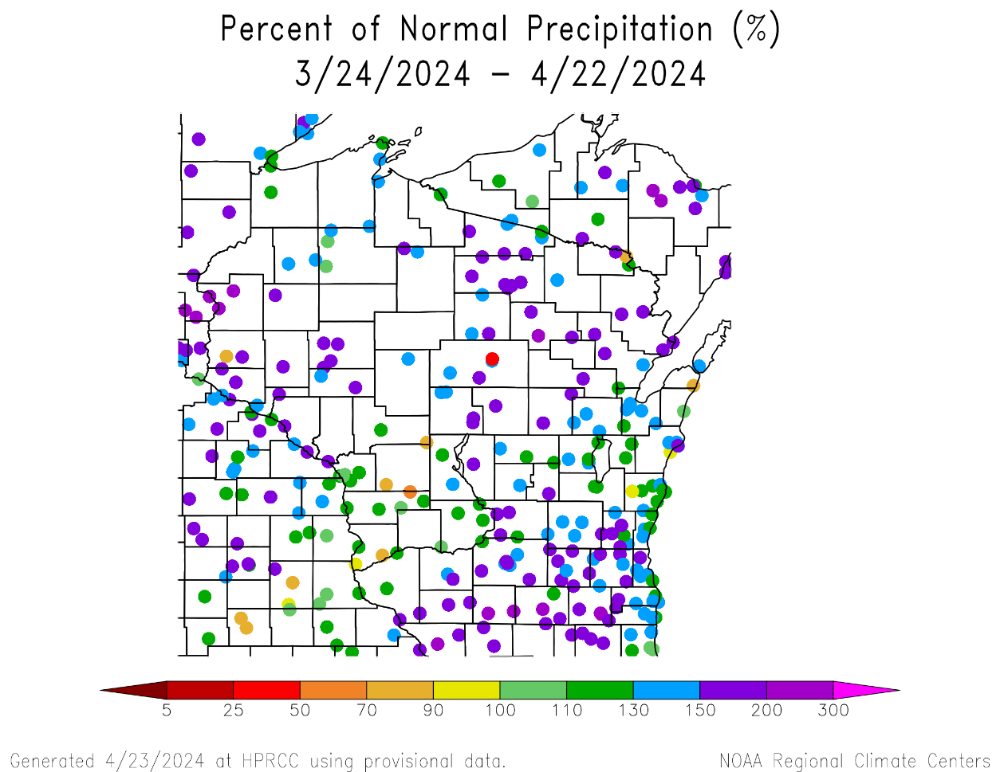 Percent of Normal Precipitation (%)
3/24/2024 – 4/22/2024
5 25 50 70 90 100 110 130 150 200 300
Generated 4/23/2024 at HPRCC using provisional data.
NOAA Regional Climate Centers